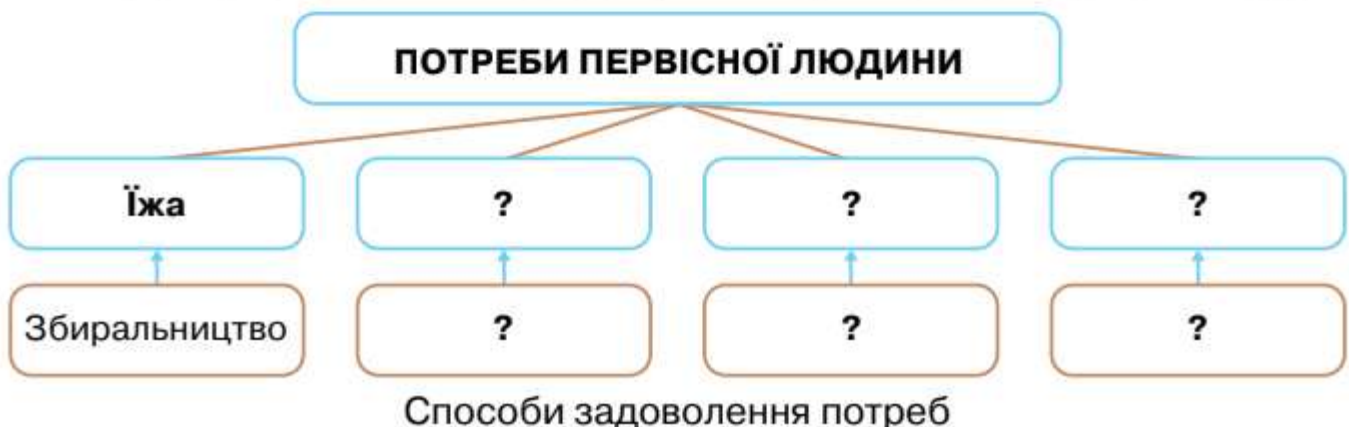 ПОТРЕБИ ПЕРВІСНОЇ ЛЮДИНИ
Їжа ? ? ?
Збиральництво ? ? ?
Способи задоволення потреб